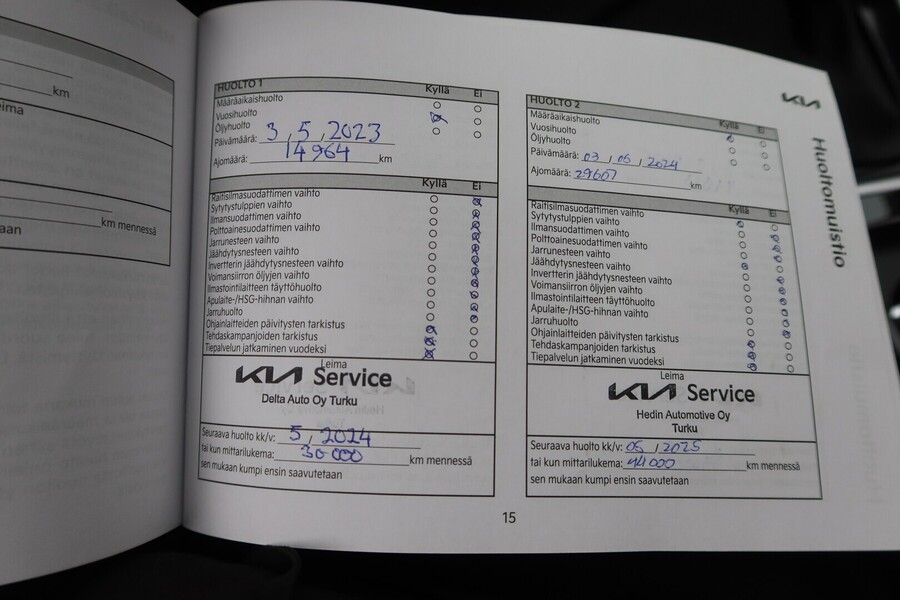 km
eima
km mennessä
aan
KIA
Huoltomuistio
HUOLTO 1 Kyllä Ei
Määräaikaishuolto
Vuosihuolto
Öljyhuolto
Päivämäärä: 3, 5, 2023
Ajomäärä: 14964 km
Kyllä Ei
Raitisilmasuodattimen vaihto
Sytytystulppien vaihto
Ilmansuodattimen vaihto
Polttoainesuodattimen vaihto
Jarrunesteen vaihto
Jäähdytysnesteen vaihto
Invertterin jäähdytysnesteen vaihto
Voimansiirron öljyjen vaihto
Ilmastointilaitteen täyttöhuolto
Apulaite-/HSG-hihnan vaihto
Jarruhuolto
Ohjainlaitteiden päivitysten tarkistus
Tehdaskampanjoiden tarkistus
Tiepalvelun jatkaminen vuodeksi
Leima
KIA Service
Delta Auto Oy Turku
Seuraava huolto kk/v: 5, 2024
tai kun mittarilukema: 30 000 km mennessä
sen mukaan kumpi ensin saavutetaan
HUOLTO 2
Kyllä Ei
Määräaikaishuolto
Vuosihuolto
Öljyhuolto
Päivämäärä: 03, 05, 2024
Ajomäärä: 29607 km
Kyllä Ei
Raitisilmasuodattimen vaihto
Sytytystulppien vaihto
Ilmansuodattimen vaihto
Polttoainesuodattimen vaihto
Jarrunesteen vaihto
Jäähdytysnesteen vaihto
Invertterin jäähdytysnesteen vaihto
Voimansiirron öljyjen vaihto
Ilmastointilaitteen täyttöhuolto
Apulaite-/HSG-hihnan vaihto
Jarruhuolto
Ohjainlaitteiden päivitysten tarkistus
Tehdaskampanjoiden tarkistus
Tiepalvelun jatkaminen vuodeksi
Leima
KIA Service
Hedin Automotive Oy
Turku
Seuraava huolto kk/v: 05, 2025
tai kun mittarilukema: 44000 km mennessä
sen mukaan kumpi ensin saavutetaan
15